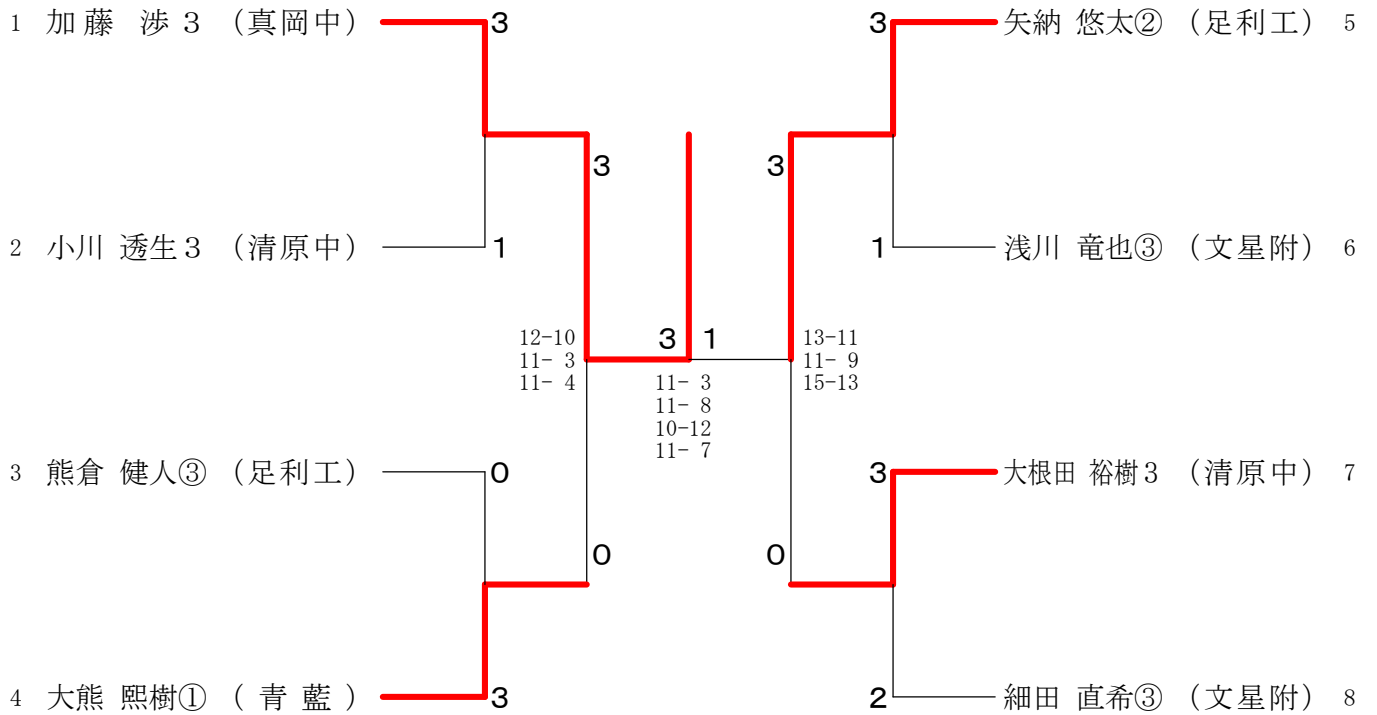 1 加藤 渉 3 (真岡中) 3
3 矢納 悠太② (足利工) 5
3
3
2 小川 透生3 (清原中) 1
1 浅川 竜也③ (文星附) 6
12-10
11- 3
11- 4
3 1
11- 3
11- 8
10-12
11- 7
13-11
11- 9
15-13
3 熊倉 健人③ (足利工) 0
3 大根田 裕樹3 (清原中) 7
0
0
4 大熊 熙樹① (青藍) 3
2 細田 直希③ (文星附) 8